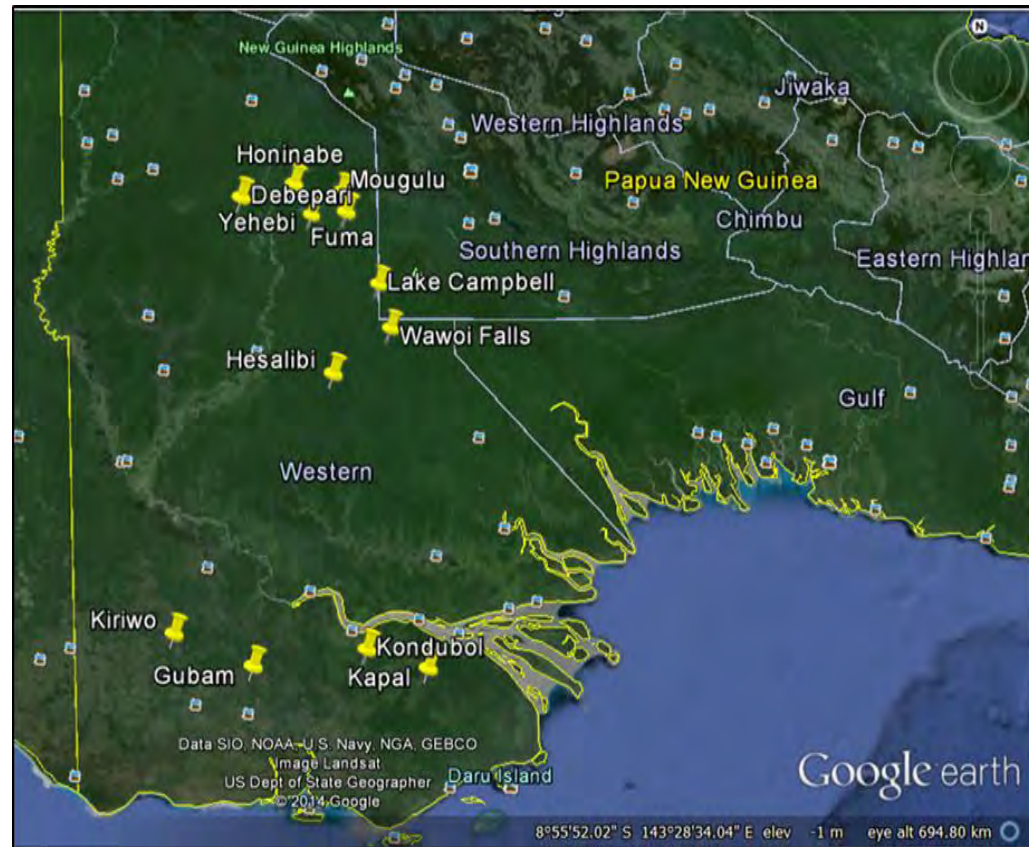 N
New Guinea Highlands
Jiwaka
Western Highlands
Honinabe
Mougulu
Papua New Guinea
Debepari
Yehebi
Chimbu
Fuma
Southern Highlands
Eastern Highlan
Lake Campbell
Wawoi Falls
Hesalibi
Gulf
Western
Kiriwo
Kondubol
Gubam
Kapal
Data SIO, NOAA, U.S. Navy, NGA, GEBCO
Image Landsat
US Dept of State Geographer
© 2014 Google
Daru Island
Google earth
8°55'52.02" S 143°28'34.04" E elev -1 m eye alt 694.80 km